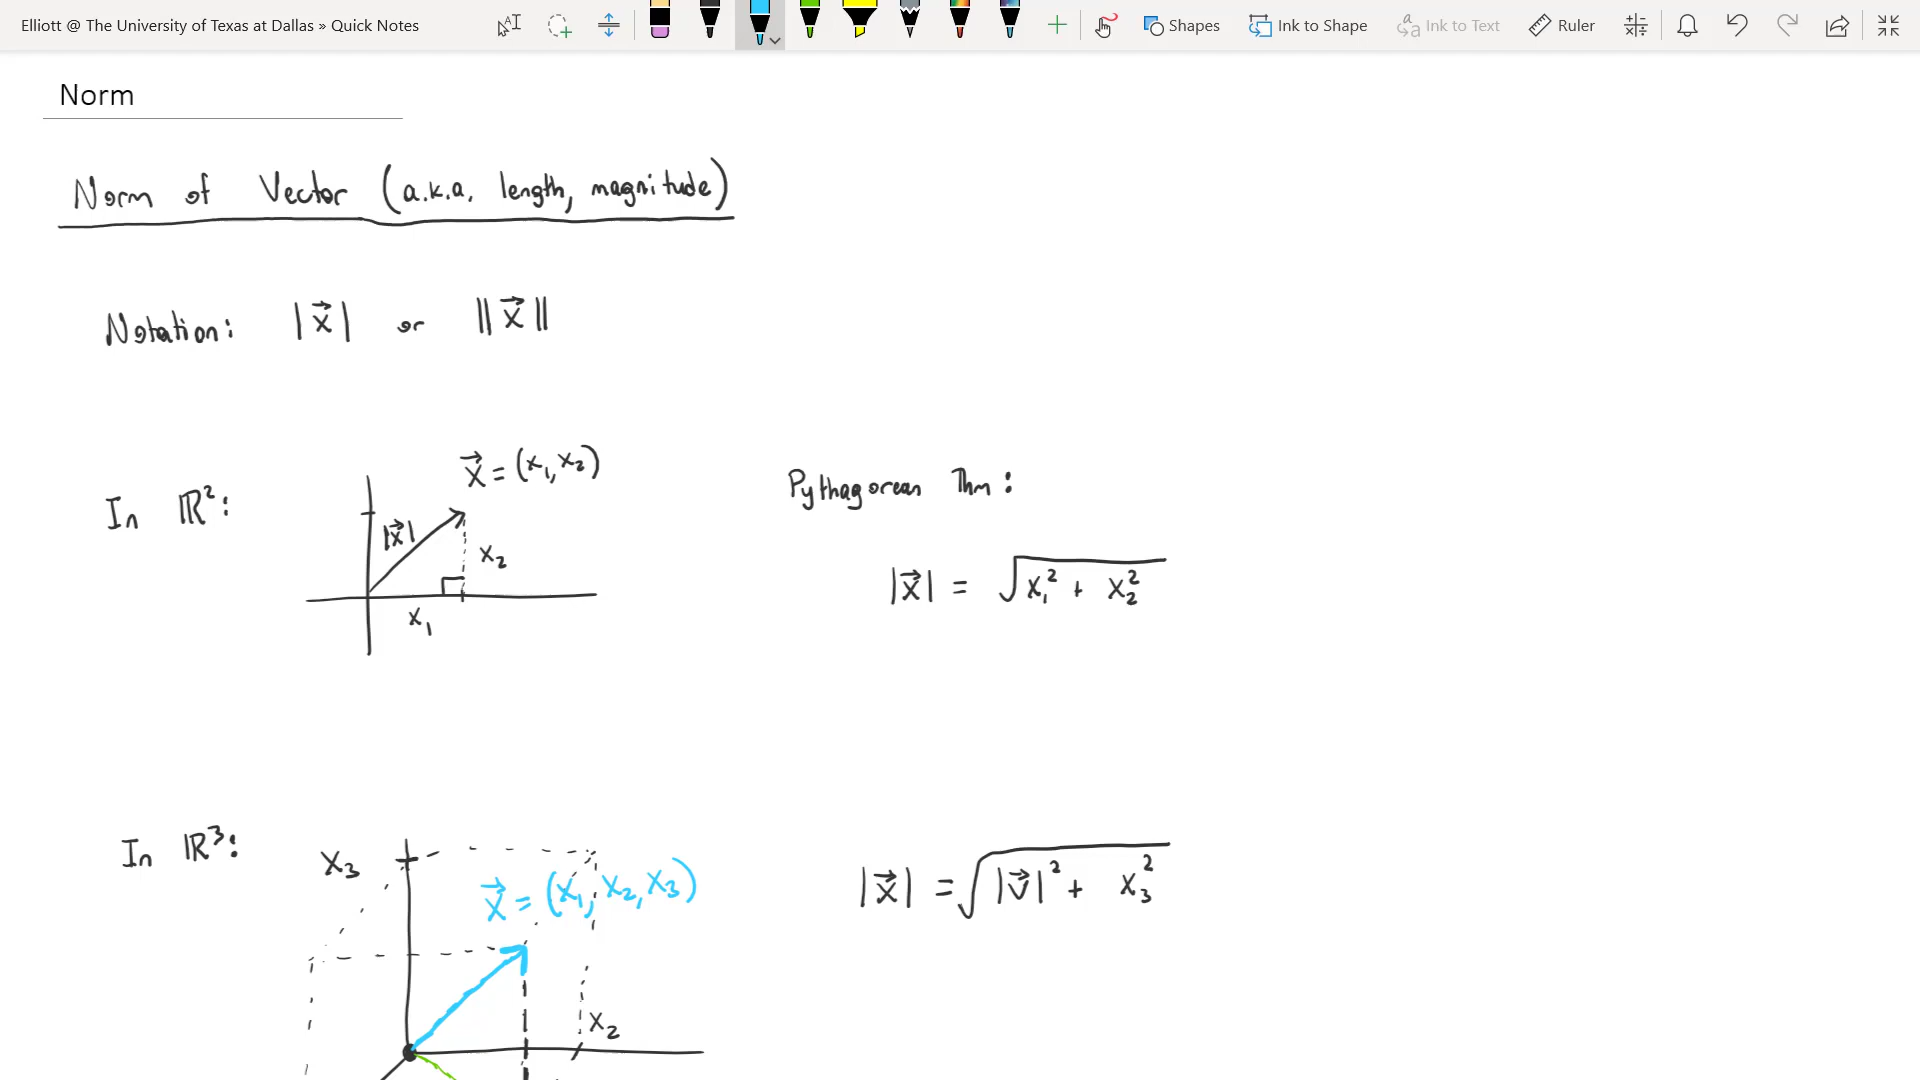 Elliott @ The University of Texas at Dallas » Quick Notes
Shapes
Ink to Shape
Ink to Text
Ruler
Norm
Norm of Vector (a.k.a. length, magnitude)
Notation: |x⃗| or ||x⃗||
In ℝ²:
x⃗ = (x₁, x₂)
|x⃗|
x₂
x₁
Pythagorean Thm:
|x⃗| = √(x₁² + x₂²)
In ℝ³:
x₃
x⃗ = (x₁, x₂, x₃)
x₂
|x⃗| = √(|v⃗|² + x₃²)